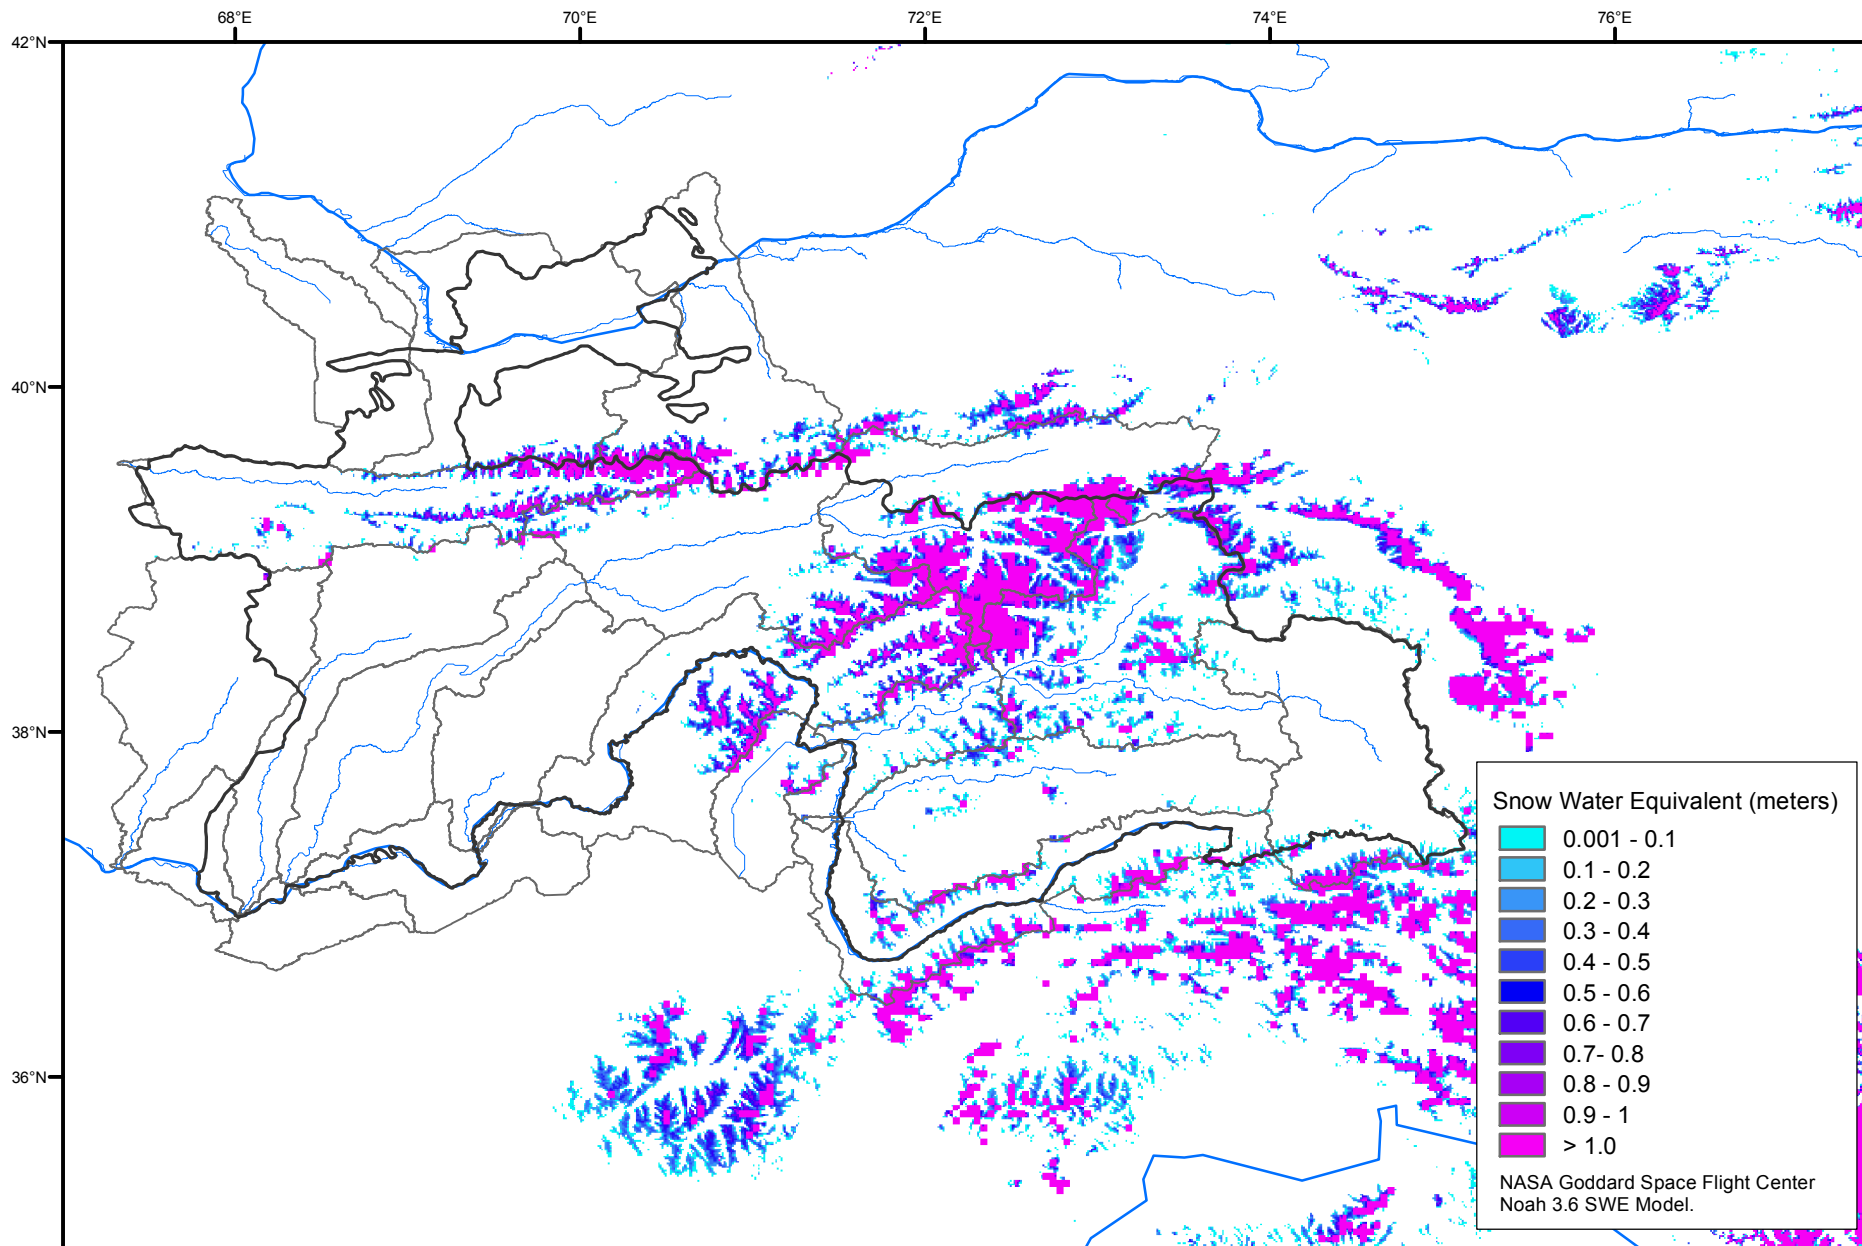 68°E 70°E 72°E 74°E 76°E
42°N
40°N
38°N
36°N
Snow Water Equivalent (meters)
0.001 - 0.1
0.1 - 0.2
0.2 - 0.3
0.3 - 0.4
0.4 - 0.5
0.5 - 0.6
0.6 - 0.7
0.7- 0.8
0.8 - 0.9
0.9 - 1
> 1.0
NASA Goddard Space Flight Center
Noah 3.6 SWE Model.